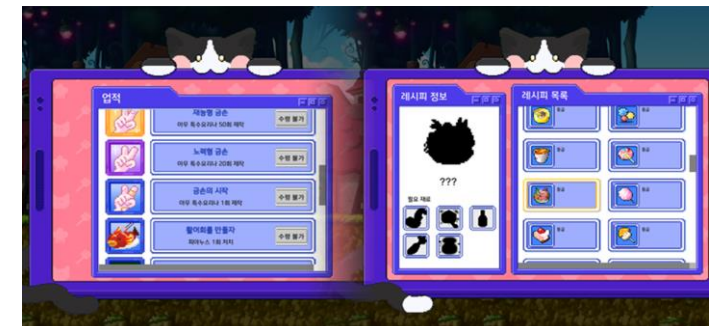 업적
재능형 금손
아무 특수요리나 50회 제작
수령 불가
노력형 금손
아무 특수요리나 20회 제작
수령 불가
금손의 시작
아무 특수요리나 1회 제작
수령 불가
활어회를 만들자
피아누스 1회 처치
수령 불가
레시피 정보
???
필요 재료
레시피 목록